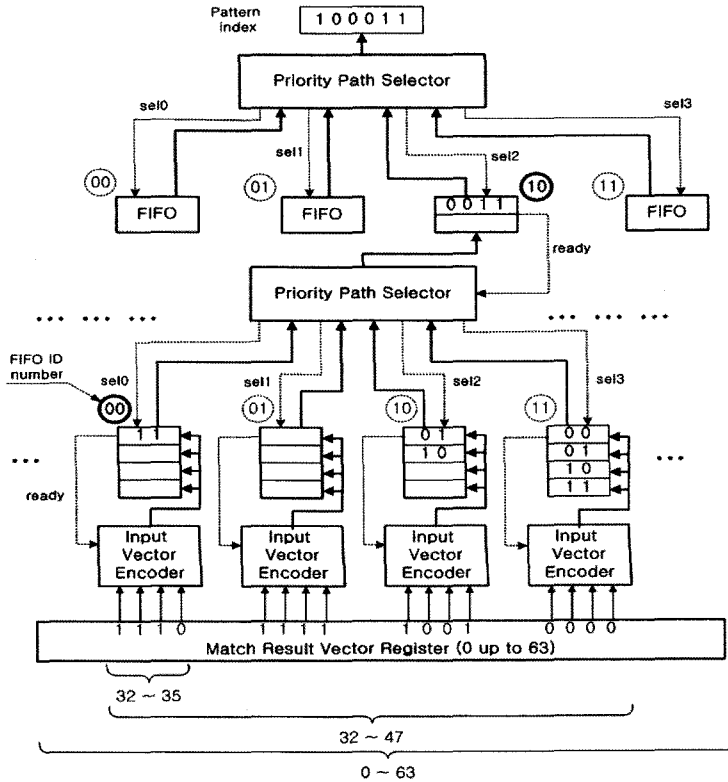 Pattern index
1 0 0 0 1 1
Priority Path Selector
sel0
sel1
sel2
sel3
00
01
10
11
FIFO
FIFO
0 0 1 1
FIFO
ready
Priority Path Selector
... ... ...
... ... ...
FIFO ID number
sel0
sel1
sel2
sel3
00
01
10
11
1 1
0 1
1 0
0 0
0 1
1 0
1 1
...
...
ready
Input Vector Encoder
Input Vector Encoder
Input Vector Encoder
Input Vector Encoder
1 1 1 0
1 1 1 1
1 0 0 1
0 0 0 0
Match Result Vector Register (0 up to 63)
32 ~ 35
32 ~ 47
0 ~ 63